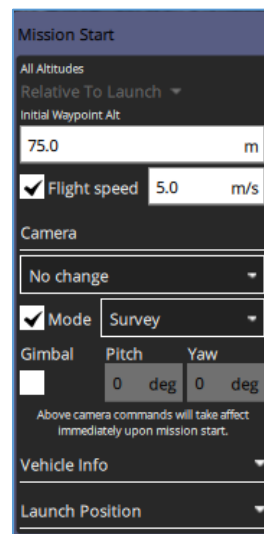 Mission Start
All Altitudes
Relative To Launch
Initial Waypoint Alt
75.0 m
Flight speed 5.0 m/s
Camera
No change
Mode Survey
Gimbal Pitch Yaw
0 deg 0 deg
Above camera commands will take affect
immediately upon mission start.
Vehicle Info
Launch Position